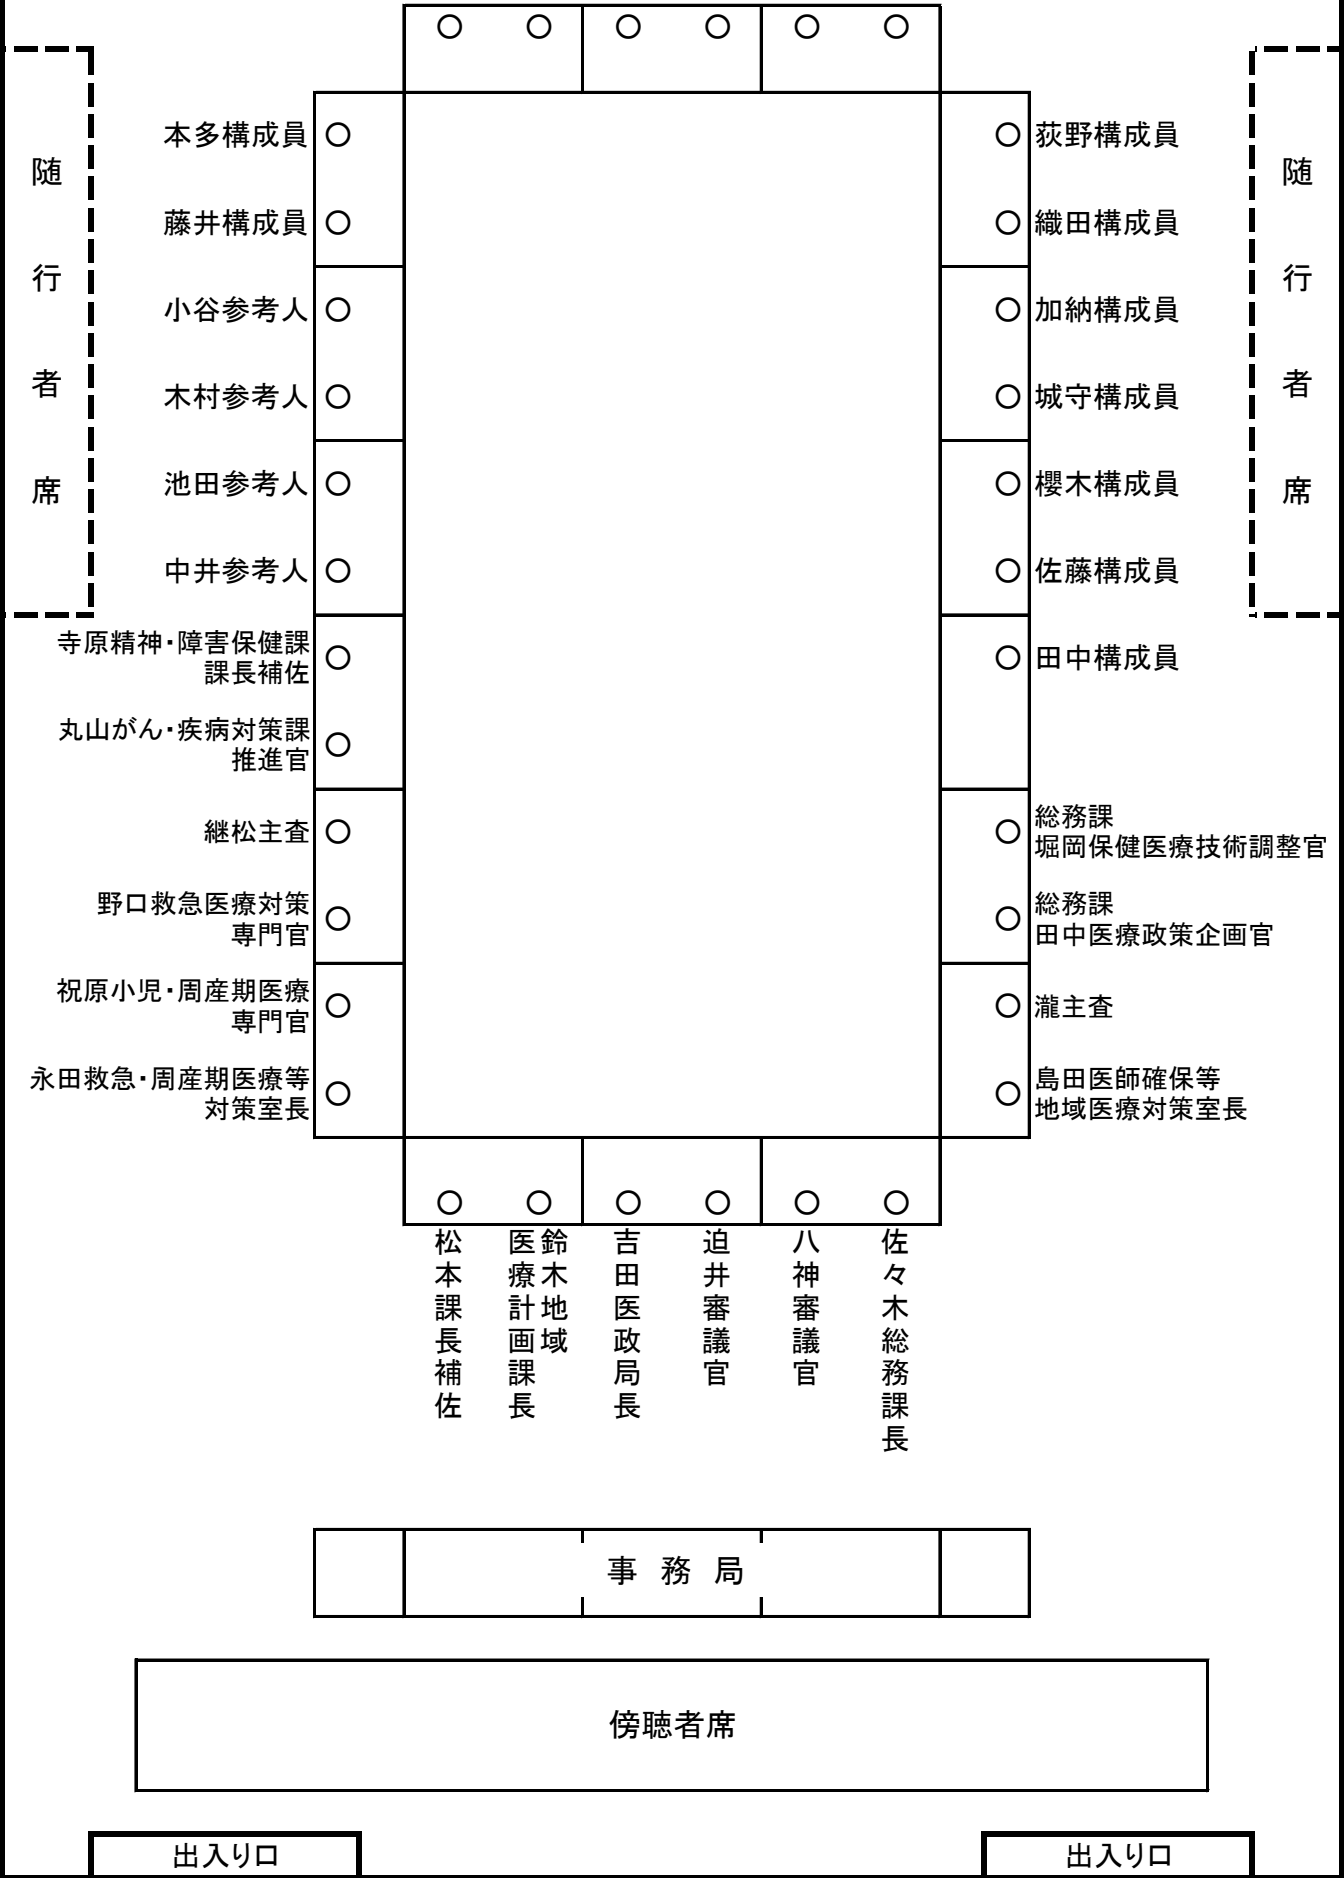 随行者席
本多構成員
藤井構成員
小谷参考人
木村参考人
池田参考人
中井参考人
寺原精神・障害保健課
課長補佐
丸山がん・疾病対策課
推進官
継松主査
野口救急医療対策
専門官
祝原小児・周産期医療
専門官
永田救急・周産期医療等
対策室長
荻野構成員
織田構成員
加納構成員
城守構成員
櫻木構成員
佐藤構成員
田中構成員
総務課
堀岡保健医療技術調整官
総務課
田中医療政策企画官
瀧主査
島田医師確保等
地域医療対策室長
随行者席
松本課長補佐
鈴木地域
医療計画課長
吉田医政局長
迫井審議官
八神審議官
佐々木総務課長
事務局
傍聴者席
出入り口
出入り口